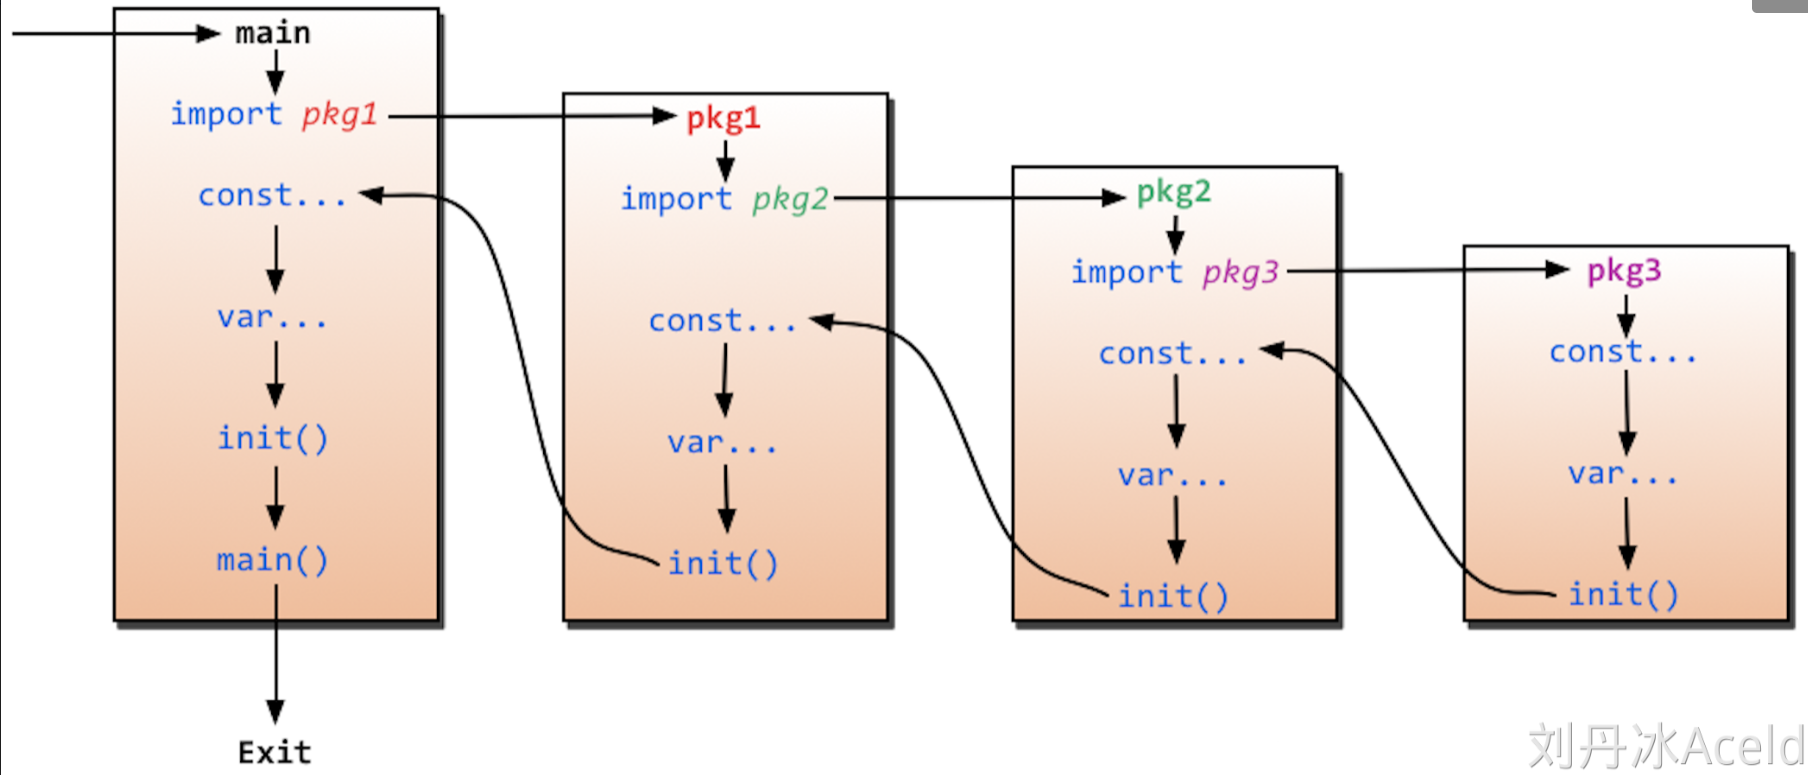 main
import pkg1
const...
var...
init()
main()
Exit
pkg1
import pkg2
const...
var...
init()
pkg2
import pkg3
const...
var...
init()
pkg3
const...
var...
init()
刘丹冰Aceld